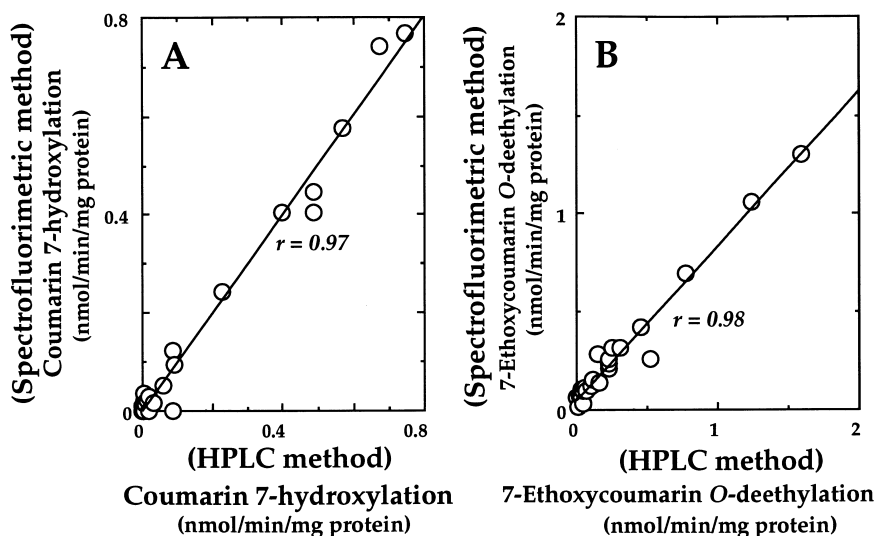 A
(Spectrofluorimetric method)
Coumarin 7-hydroxylation
(nmol/min/mg protein)
0.8
0.4
0
r = 0.97
0 0.4 0.8
(HPLC method)
Coumarin 7-hydroxylation
(nmol/min/mg protein)
B
(Spectrofluorimetric method)
7-Ethoxycoumarin O-deethylation
(nmol/min/mg protein)
2
1
0
r = 0.98
0 1 2
(HPLC method)
7-Ethoxycoumarin O-deethylation
(nmol/min/mg protein)